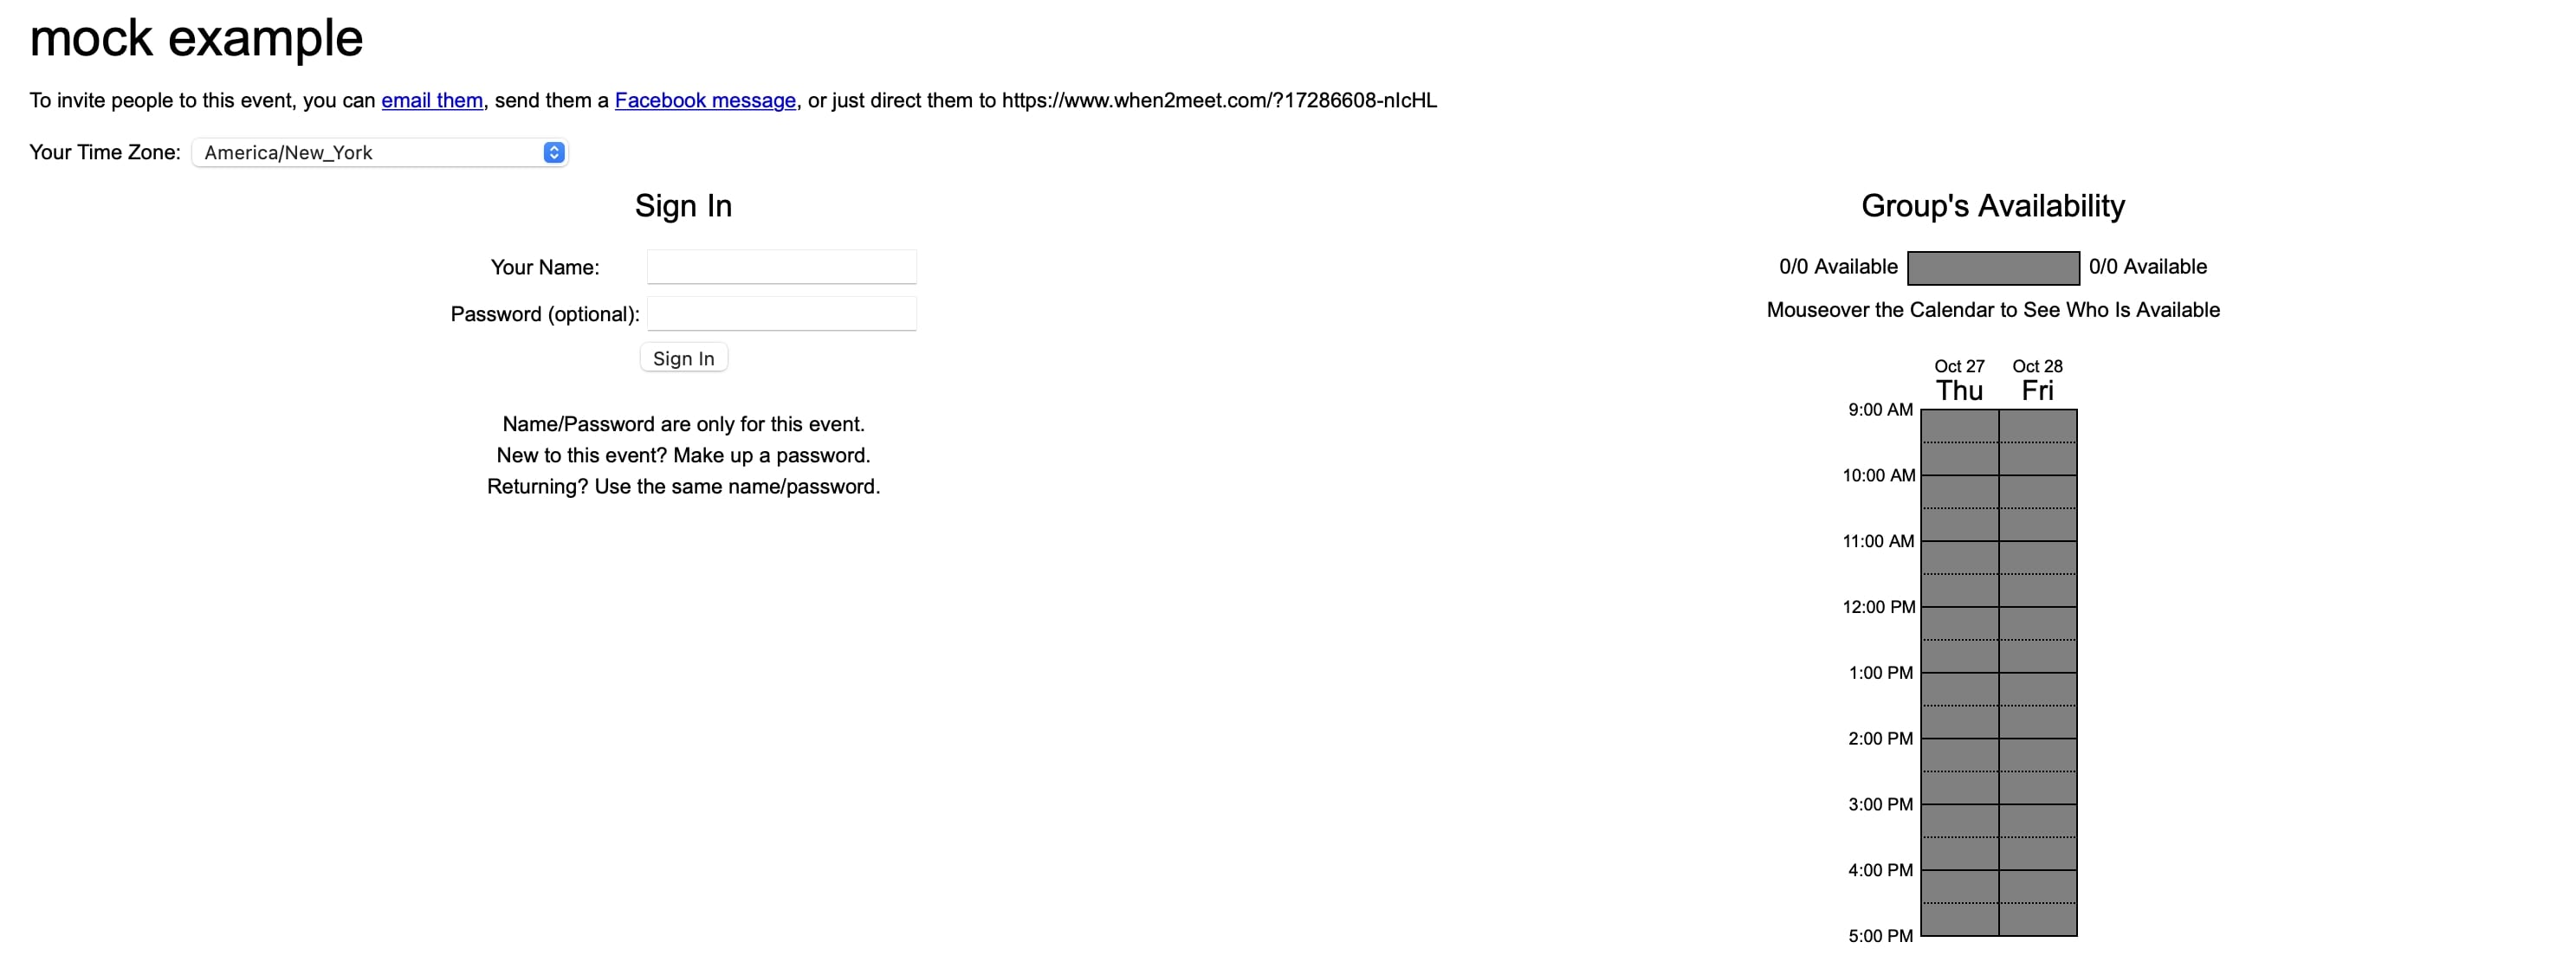 mock example
To invite people to this event, you can email them, send them a Facebook message, or just direct them to https://www.when2meet.com/?17286608-nIcHL
Your Time Zone: America/New_York
Sign In
Your Name:
Password (optional):
Sign In
Name/Password are only for this event.
New to this event? Make up a password.
Returning? Use the same name/password.
Group's Availability
0/0 Available 0/0 Available
Mouseover the Calendar to See Who Is Available
Oct 27 Oct 28
Thu Fri
9:00 AM
10:00 AM
11:00 AM
12:00 PM
1:00 PM
2:00 PM
3:00 PM
4:00 PM
5:00 PM